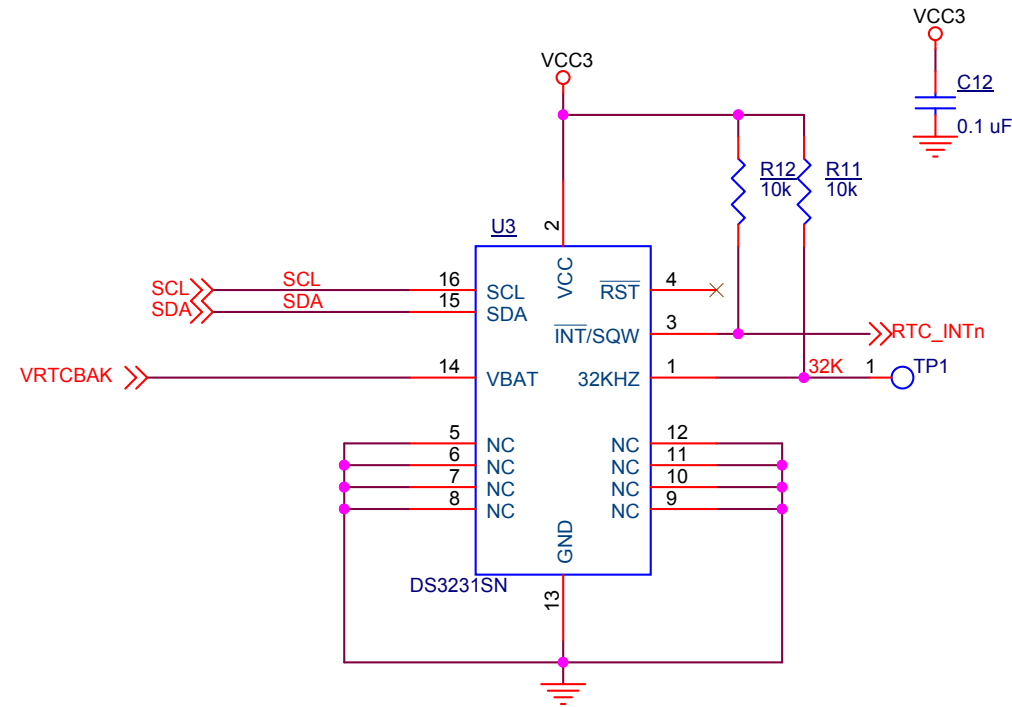 VCC3
C12
0.1 uF
VCC3
R12
10k
R11
10k
U3
2
VCC
SCL
SCL
16
SCL
RST
4
SDA
SDA
15
SDA
INT/SQW
3
RTC_INTn
VRTCBAK
14
VBAT
32KHZ
1
32K
1
TP1
5
NC
NC
12
6
NC
NC
11
7
NC
NC
10
8
NC
NC
9
GND
DS3231SN
13